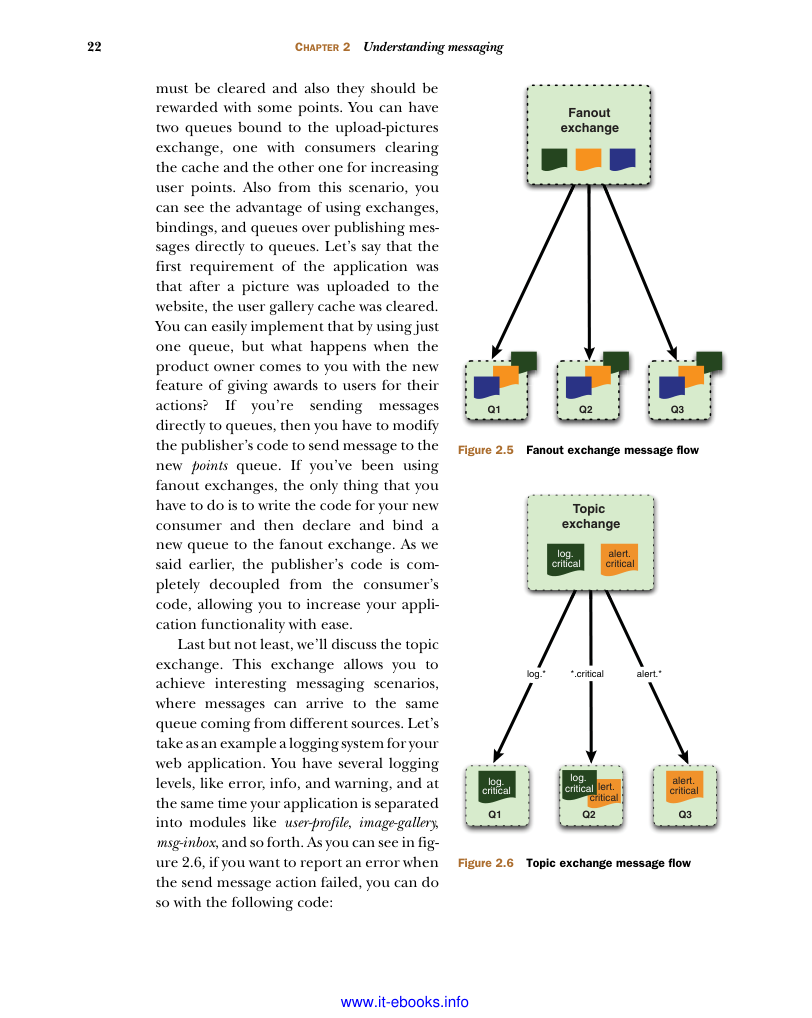 22
CHAPTER 2 Understanding messaging
must be cleared and also they should be
rewarded with some points. You can have
two queues bound to the upload-pictures
exchange, one with consumers clearing
the cache and the other one for increasing
user points. Also from this scenario, you
can see the advantage of using exchanges,
bindings, and queues over publishing mes-
sages directly to queues. Let's say that the
first requirement of the application was
that after a picture was uploaded to the
website, the user gallery cache was cleared.
You can easily implement that by using just
one queue, but what happens when the
product owner comes to you with the new
feature of giving awards to users for their
actions? If you're sending messages
directly to queues, then you have to modify
the publisher's code to send message to the
new points queue. If you've been using
fanout exchanges, the only thing that you
have to do is to write the code for your new
consumer and then declare and bind a
new queue to the fanout exchange. As we
said earlier, the publisher's code is com-
pletely decoupled from the consumer's
code, allowing you to increase your appli-
cation functionality with ease.
Last but not least, we'll discuss the topic
exchange. This exchange allows you to
achieve interesting messaging scenarios,
where messages can arrive to the same
queue coming from different sources. Let's
take as an example a logging system for your
web application. You have several logging
levels, like error, info, and warning, and at
the same time your application is separated
into modules like user-profile, image-gallery,
msg-inbox, and so forth. As you can see in fig-
ure 2.6, if you want to report an error when
the send message action failed, you can do
so with the following code:
Fanout
exchange
Q1 Q2 Q3
Figure 2.5 Fanout exchange message flow
Topic
exchange
log. alert.
critical critical
log.* *.critical alert.*
log. log. alert.
critical critical lert. critical
critical
Q1 Q2 Q3
Figure 2.6 Topic exchange message flow
www.it-ebooks.info